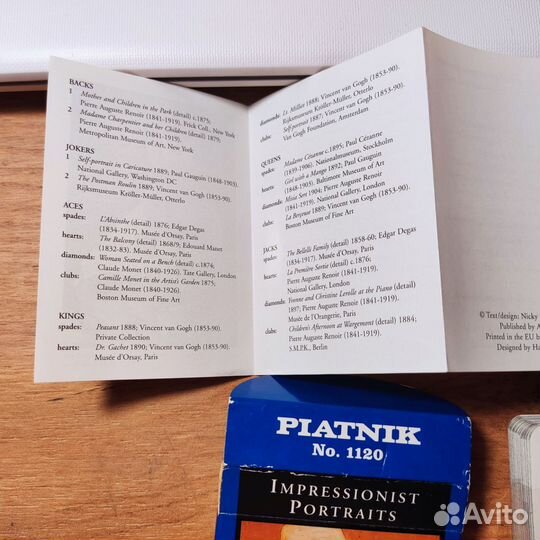 BACKS
1 Mother and Children in the Park (detail) c.1875;
Pierre Auguste Renoir (1841-1919). Frick Coll., New York
2 Madame Charpentier and her Children (detail) 1879;
Pierre Auguste Renoir (1841-1919).
Metropolitan Museum of Art, New York
JOKERS
1 Self-portrait in Caricature 1889; Paul Gauguin (1848-1903).
National Gallery, Washington DC
2 The Postman Roulin 1889; Vincent van Gogh (1853-90).
Rijksmuseum Kröller-Müller, Otterlo
ACES
spades: L'Absinthe (detail) 1876; Edgar Degas
(1834-1917). Musée d'Orsay, Paris
hearts: The Balcony (detail) 1868/9; Edouard Manet
(1832-83). Musée d'Orsay, Paris
diamonds: Woman Seated on a Bench (detail) c.1874;
Claude Monet (1840-1926). Tate Gallery, London
clubs: Camille Monet in the Artist's Garden 1875;
Claude Monet (1840-1926).
Boston Museum of Fine Art
KINGS
spades: Peasant 1888; Vincent van Gogh (1853-90).
Private Collection
hearts: Dr. Gachet 1890; Vincent van Gogh (1853-90).
Musée d'Orsay, Paris
diamonds: Lt. Milliet 1888; Vincent van Gogh (1853-90).
Rijksmuseum Kröller-Müller, Otterlo
clubs: Self-portrait 1887; Vincent van Gogh (1853-90).
Van Gogh Foundation, Amsterdam
QUEENS
spades: Madame Cézanne c.1895; Paul Cézanne
(1839-1906). Nationalmuseum, Stockholm
hearts: Girl with a Mango 1892; Paul Gauguin
(1848-1903). Baltimore Museum of Art
diamonds: Misia Sert 1904; Pierre Auguste Renoir
(1841-1919). National Gallery, London
clubs: La Berceuse 1889; Vincent van Gogh (1853-90).
Boston Museum of Fine Art
JACKS
spades: The Bellelli Family (detail) 1858-60; Edgar Degas
(1834-1917). Musée d'Orsay, Paris
hearts: La Première Sortie (detail) c.1876;
Pierre Auguste Renoir (1841-1919).
National Gallery, London
diamonds: Yvonne and Christine Lerolle at the Piano (detail)
Pierre Auguste Renoir (1841-1919).
Musée de l'Orangerie, Paris
clubs: Children's Afternoon at Wargemont (detail) 1884;
Pierre Auguste Renoir (1841-1919).
S.M.P.K., Berlin
© Text/design: Nicky
Published by A
Printed in the EU b
Designed by Ha
PIATNIK
No. 1120
IMPRESSIONIST
PORTRAITS
Avito